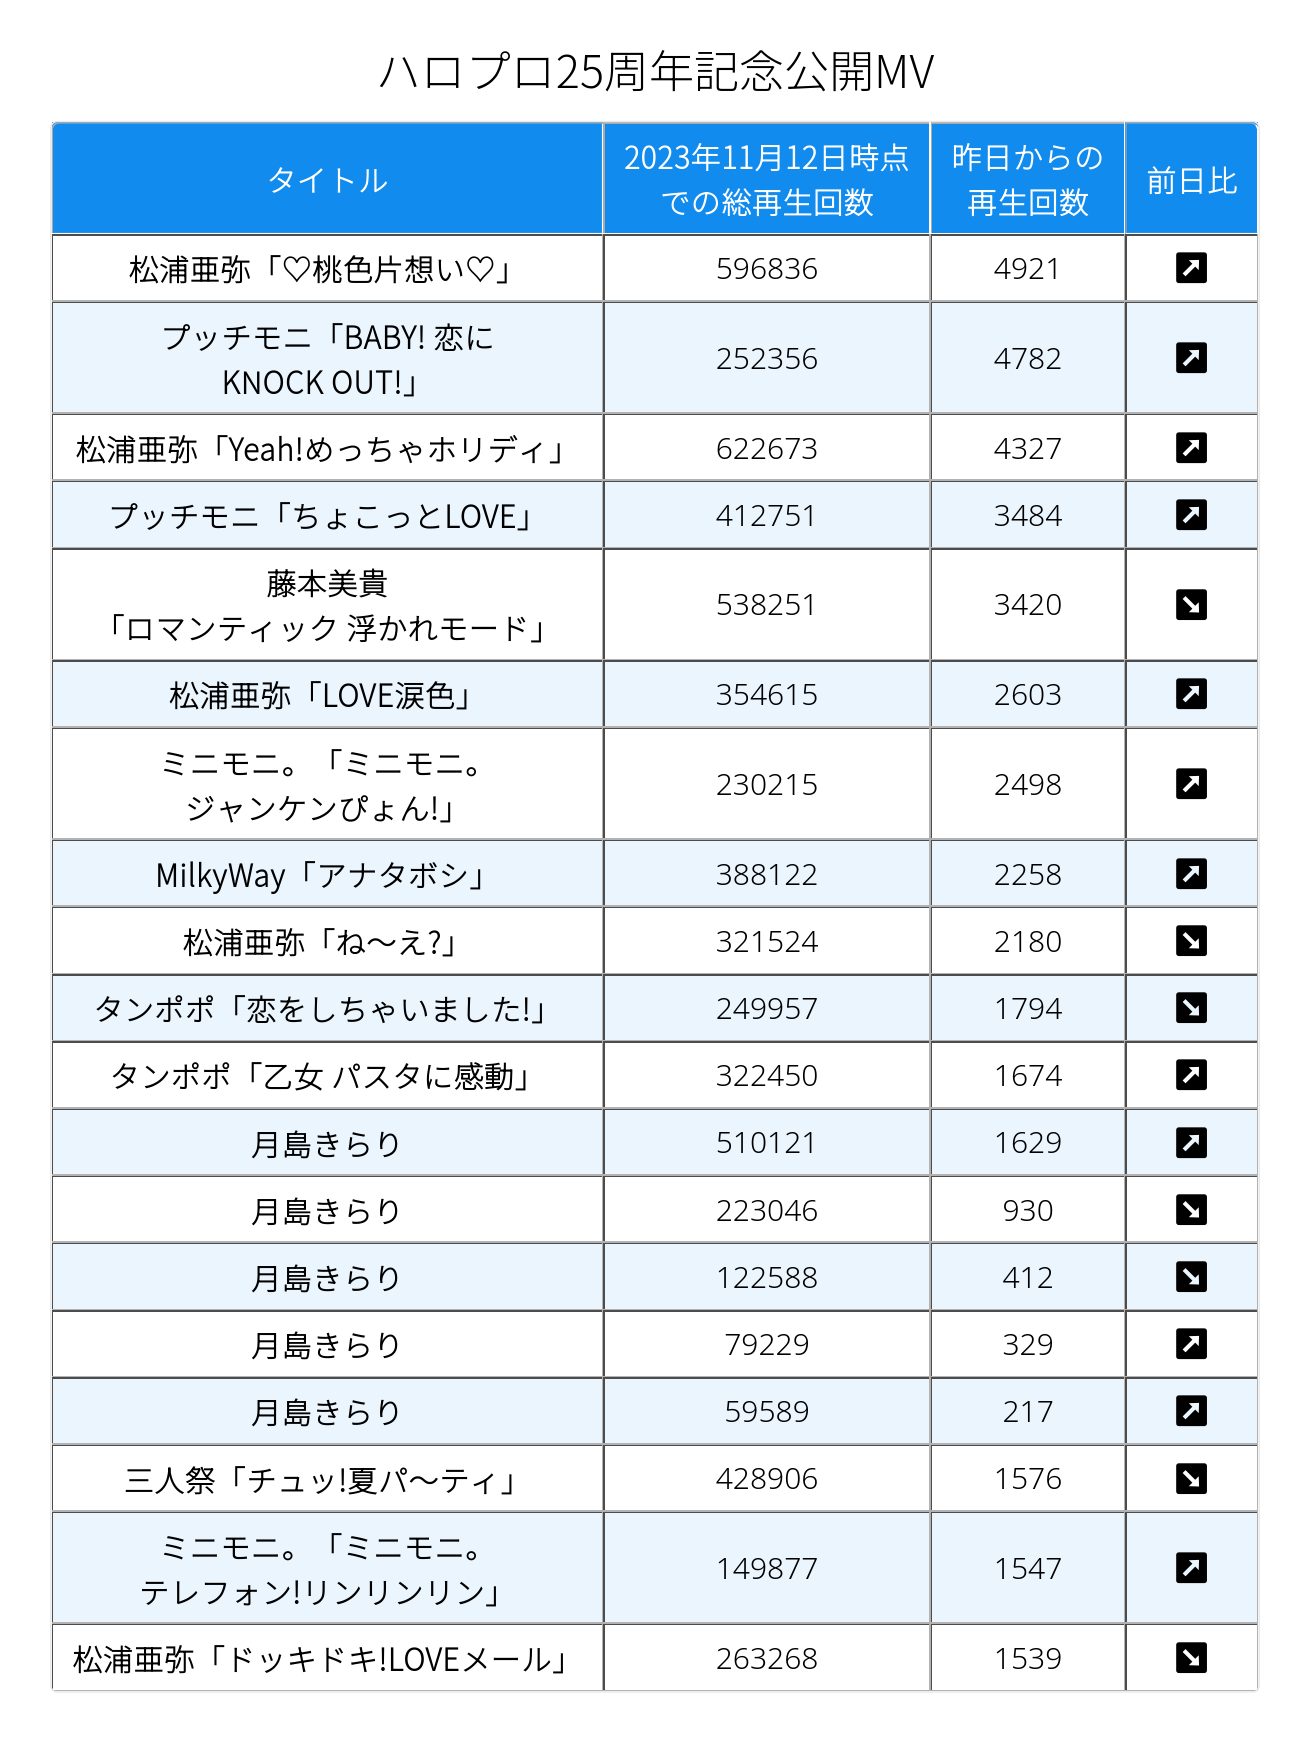 ハロプロ25周年記念公開MV
タイトル
2023年11月12日時点
での総再生回数
昨日からの
再生回数
前日比
松浦亜弥「♡桃色片想い♡」 596836 4921 ↗
プッチモニ「BABY! 恋に
KNOCK OUT!」 252356 4782 ↗
松浦亜弥「Yeah!めっちゃホリディ」 622673 4327 ↗
プッチモニ「ちょこっとLOVE」 412751 3484 ↗
藤本美貴
「ロマンティック 浮かれモード」 538251 3420 ↘
松浦亜弥「LOVE涙色」 354615 2603 ↗
ミニモニ。「ミニモニ。
ジャンケンぴょん!」 230215 2498 ↗
MilkyWay「アナタボシ」 388122 2258 ↗
松浦亜弥「ね〜え?」 321524 2180 ↘
タンポポ「恋をしちゃいました!」 249957 1794 ↘
タンポポ「乙女 パスタに感動」 322450 1674 ↗
月島きらり 510121 1629 ↗
月島きらり 223046 930 ↘
月島きらり 122588 412 ↘
月島きらり 79229 329 ↗
月島きらり 59589 217 ↗
三人祭「チュッ!夏パ〜ティ」 428906 1576 ↘
ミニモニ。「ミニモニ。
テレフォン!リンリンリン」 149877 1547 ↗
松浦亜弥「ドッキドキ!LOVEメール」 263268 1539 ↘